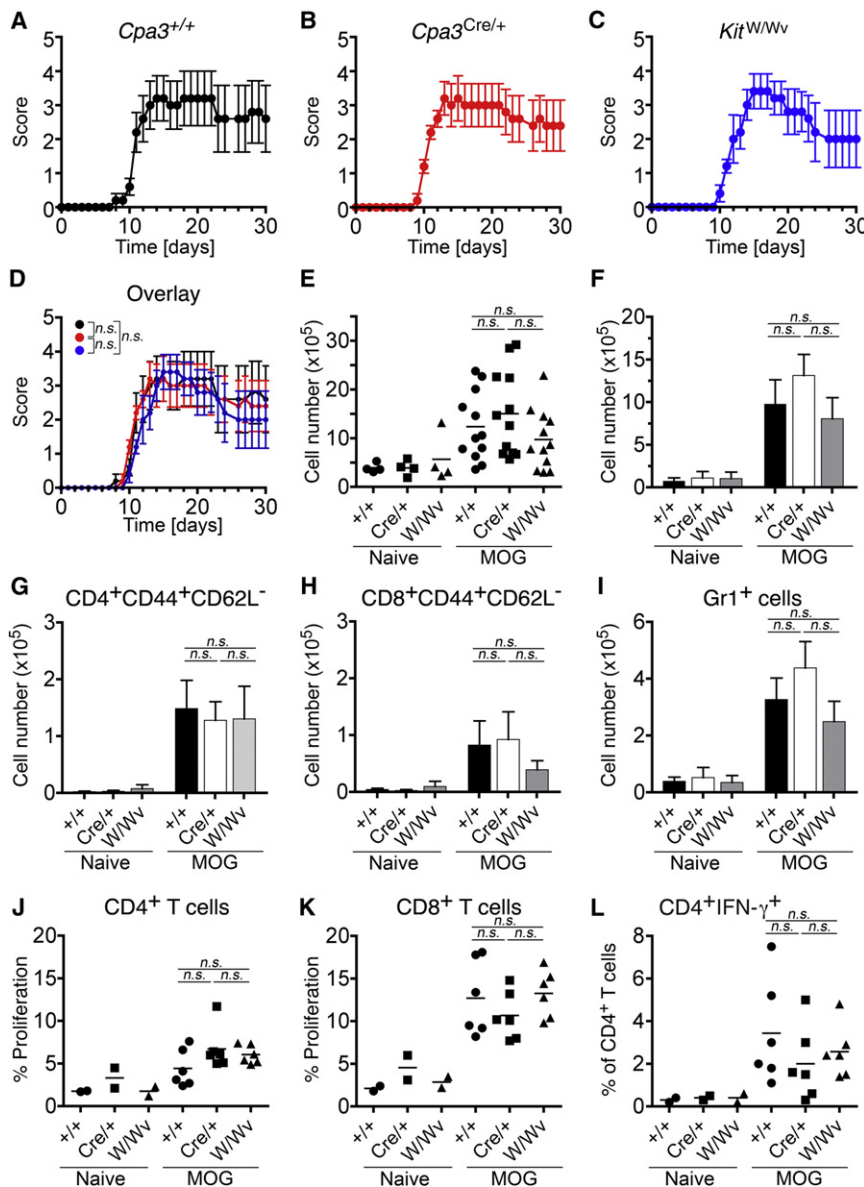 A Cpa3+/+
Score
5
4
3
2
1
0
0 10 20 30
Time [days]
B Cpa3Cre/+
Score
5
4
3
2
1
0
0 10 20 30
Time [days]
C KitW/Wv
Score
5
4
3
2
1
0
0 10 20 30
Time [days]
D Overlay
n.s.
n.s.
n.s.
Score
5
4
3
2
1
0
0 10 20 30
Time [days]
E
n.s.
n.s. n.s.
Cell number (x10⁵)
30
20
10
0
+/+ Cre/+ W/Wv +/+ Cre/+ W/Wv
Naive MOG
F
n.s.
n.s. n.s.
Cell number (x10⁵)
20
15
10
5
0
+/+ Cre/+ W/Wv +/+ Cre/+ W/Wv
Naive MOG
G CD4+CD44+CD62L-
n.s.
n.s. n.s.
Cell number (x10⁵)
3
2
1
0
+/+ Cre/+ W/Wv +/+ Cre/+ W/Wv
Naive MOG
H CD8+CD44+CD62L-
n.s.
n.s. n.s.
Cell number (x10⁵)
3
2
1
0
+/+ Cre/+ W/Wv +/+ Cre/+ W/Wv
Naive MOG
I Gr1+ cells
n.s.
n.s. n.s.
Cell number (x10⁵)
6
4
2
0
+/+ Cre/+ W/Wv +/+ Cre/+ W/Wv
Naive MOG
J CD4+ T cells
n.s.
n.s. n.s.
% Proliferation
20
15
10
5
0
+/+ Cre/+ W/Wv +/+ Cre/+ W/Wv
Naive MOG
K CD8+ T cells
n.s.
n.s. n.s.
% Proliferation
20
15
10
5
0
+/+ Cre/+ W/Wv +/+ Cre/+ W/Wv
Naive MOG
L CD4+IFN-γ+
n.s.
n.s. n.s.
% of CD4+ T cells
8
6
4
2
0
+/+ Cre/+ W/Wv +/+ Cre/+ W/Wv
Naive MOG